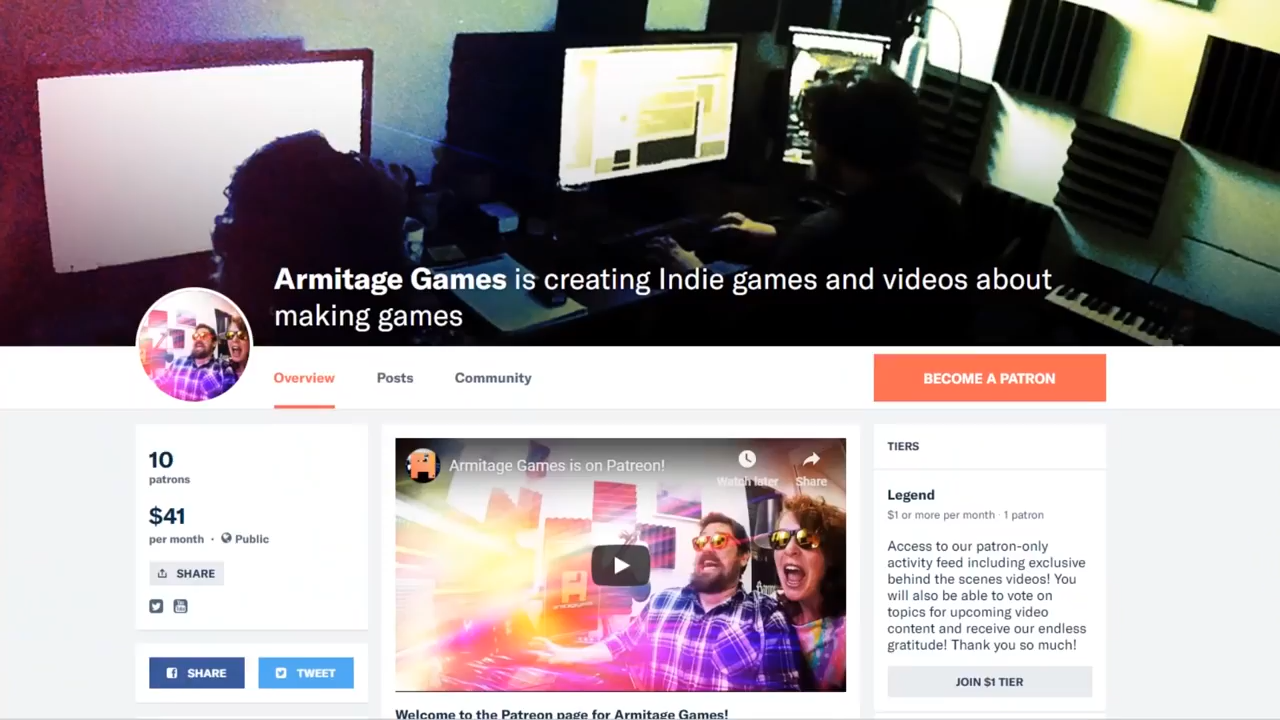 Armitage Games is creating Indie games and videos about
making games
Overview
Posts
Community
BECOME A PATRON
10
patrons
$41
per month · Public
SHARE
SHARE
TWEET
Armitage Games is on Patreon!
Watch later
Share
Welcome to the Patreon page for Armitage Games!
TIERS
Legend
$1 or more per month · 1 patron
Access to our patron-only
activity feed including exclusive
behind the scenes videos! You
will also be able to vote on
topics for upcoming video
content and receive our endless
gratitude! Thank you so much!
JOIN $1 TIER